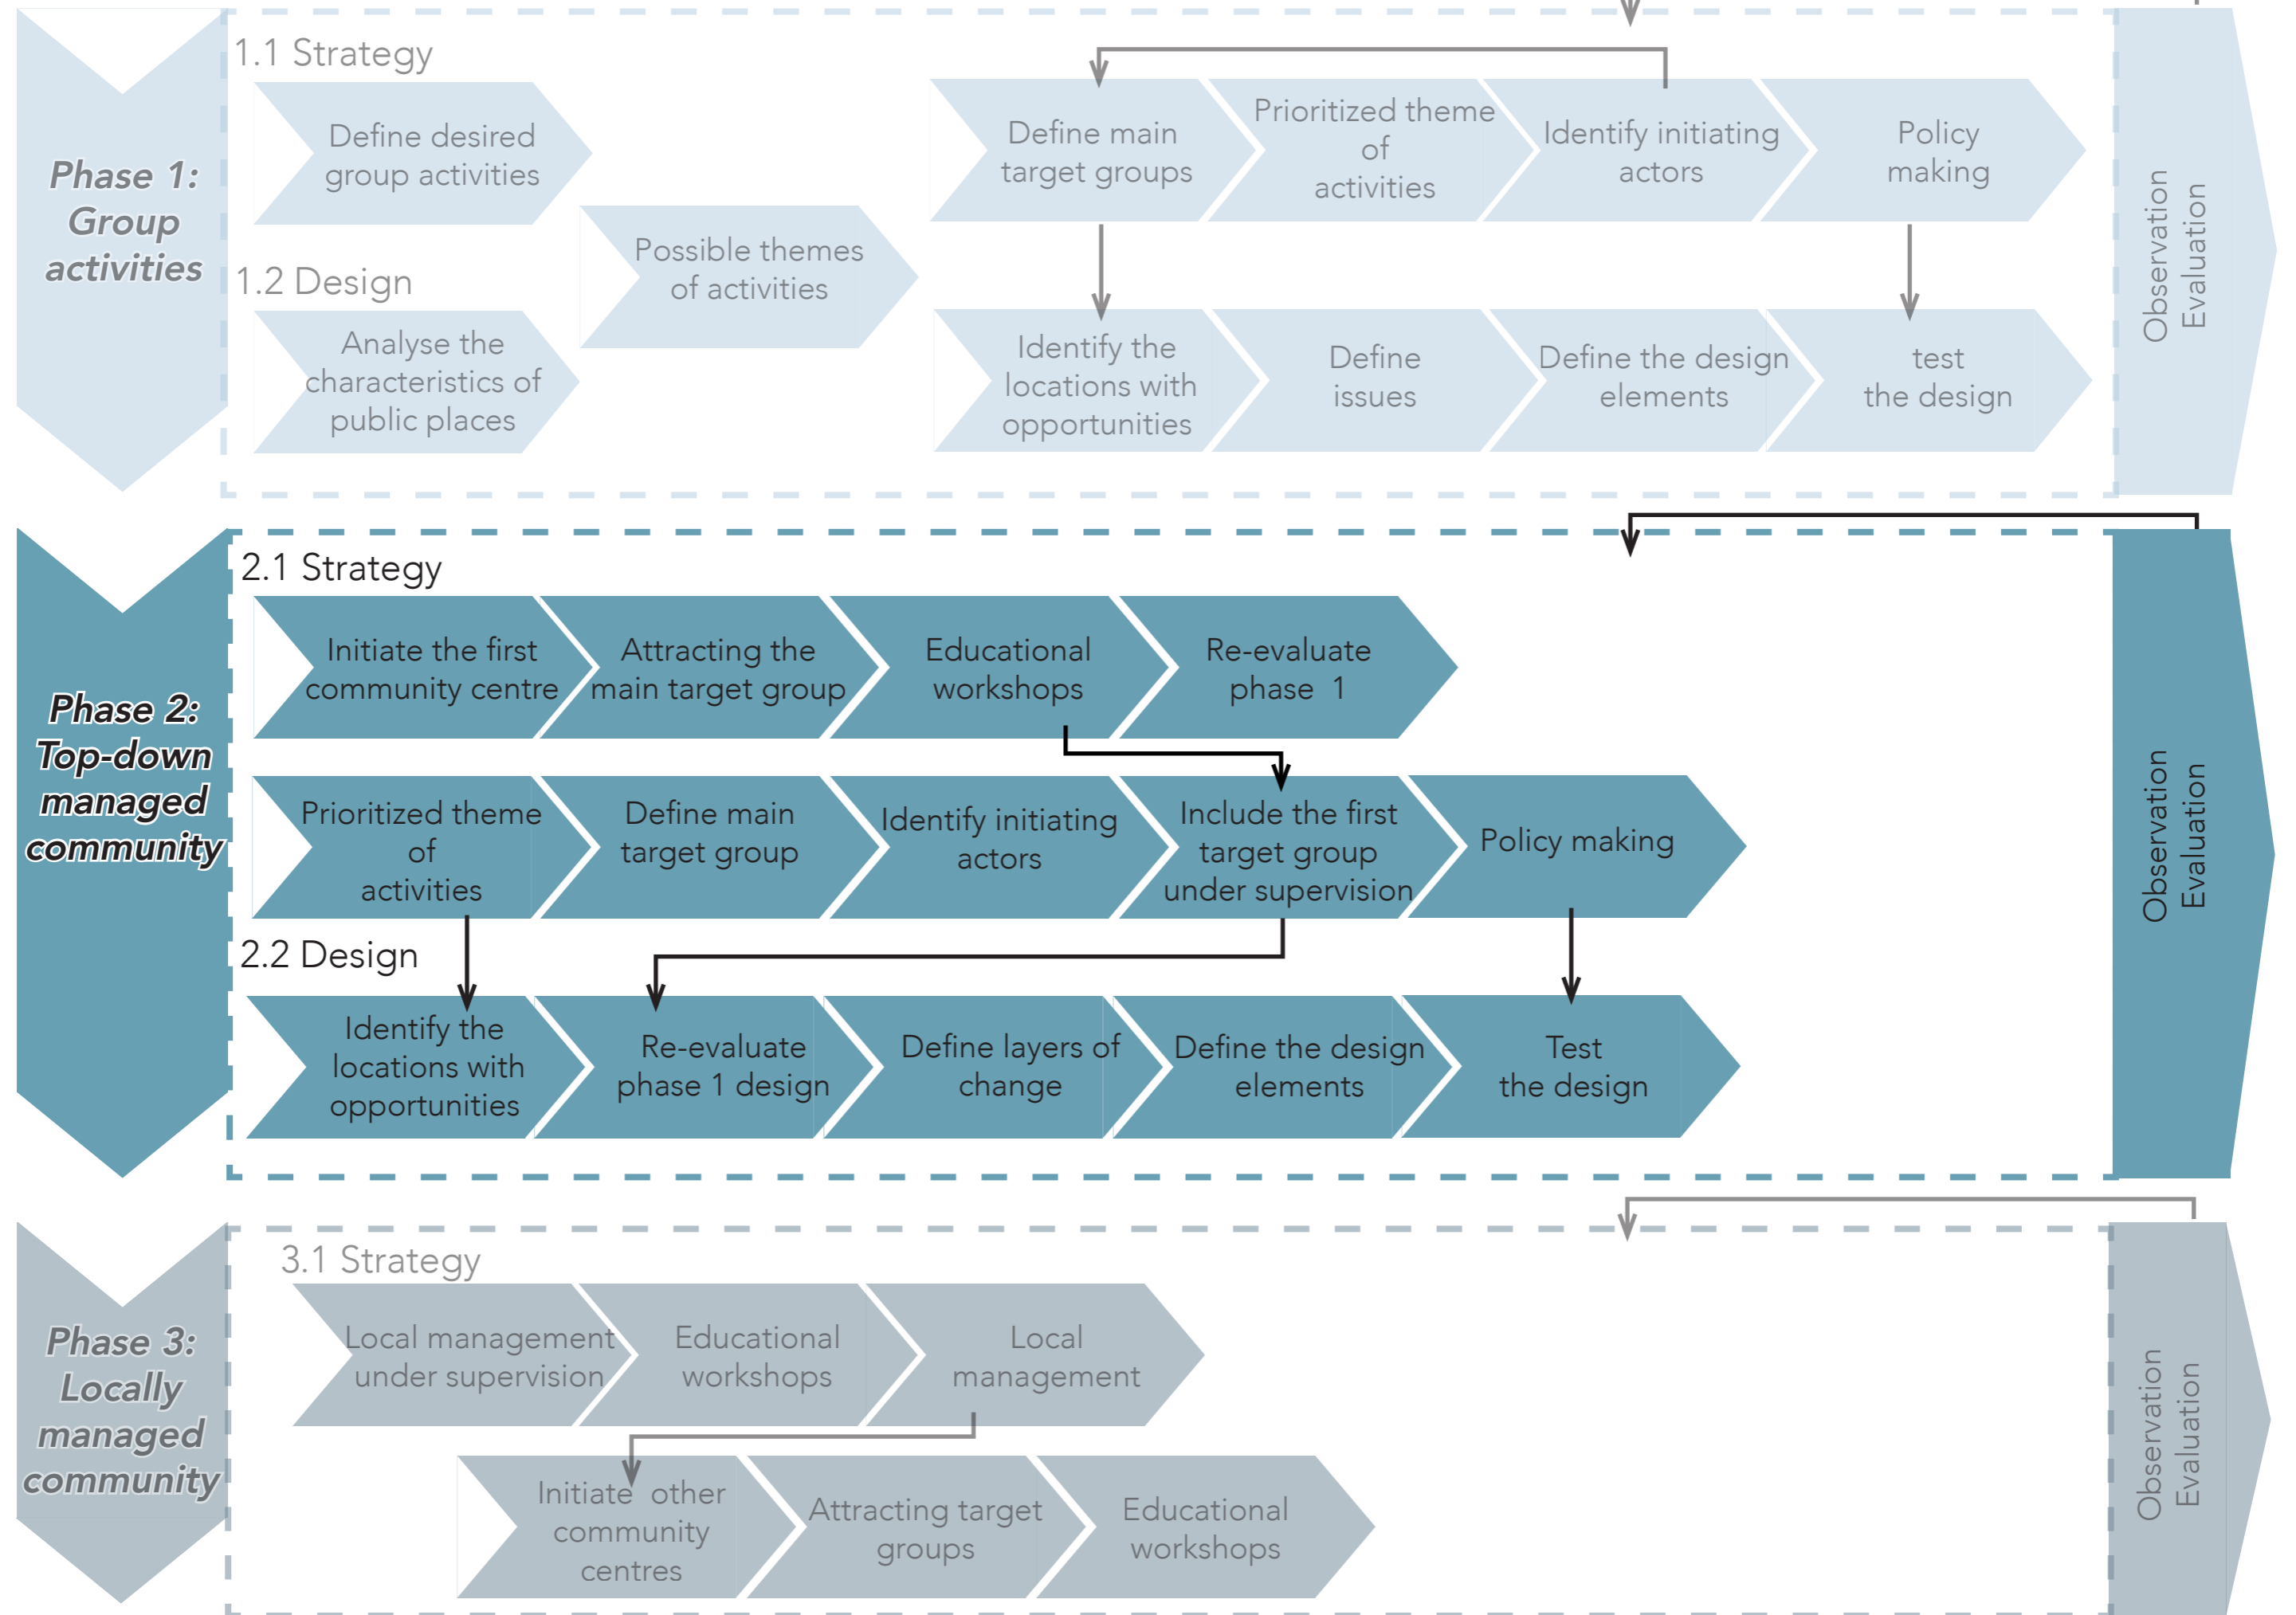 Phase 1:
Group
activities
1.1 Strategy
Define desired
group activities
Possible themes
of activities
Define main
target groups
Prioritized theme
of
activities
Identify initiating
actors
Policy
making
1.2 Design
Analyse the
characteristics of
public places
Identify the
locations with
opportunities
Define
issues
Define the design
elements
test
the design
Observation
Evaluation
Phase 2:
Top-down
managed
community
2.1 Strategy
Initiate the first
community centre
Attracting the
main target group
Educational
workshops
Re-evaluate
phase 1
Prioritized theme
of
activities
Define main
target group
Identify initiating
actors
Include the first
target group
under supervision
Policy making
2.2 Design
Identify the
locations with
opportunities
Re-evaluate
phase 1 design
Define layers of
change
Define the design
elements
Test
the design
Observation
Evaluation
Phase 3:
Locally
managed
community
3.1 Strategy
Local management
under supervision
Educational
workshops
Local
management
Initiate other
community
centres
Attracting target
groups
Educational
workshops
Observation
Evaluation